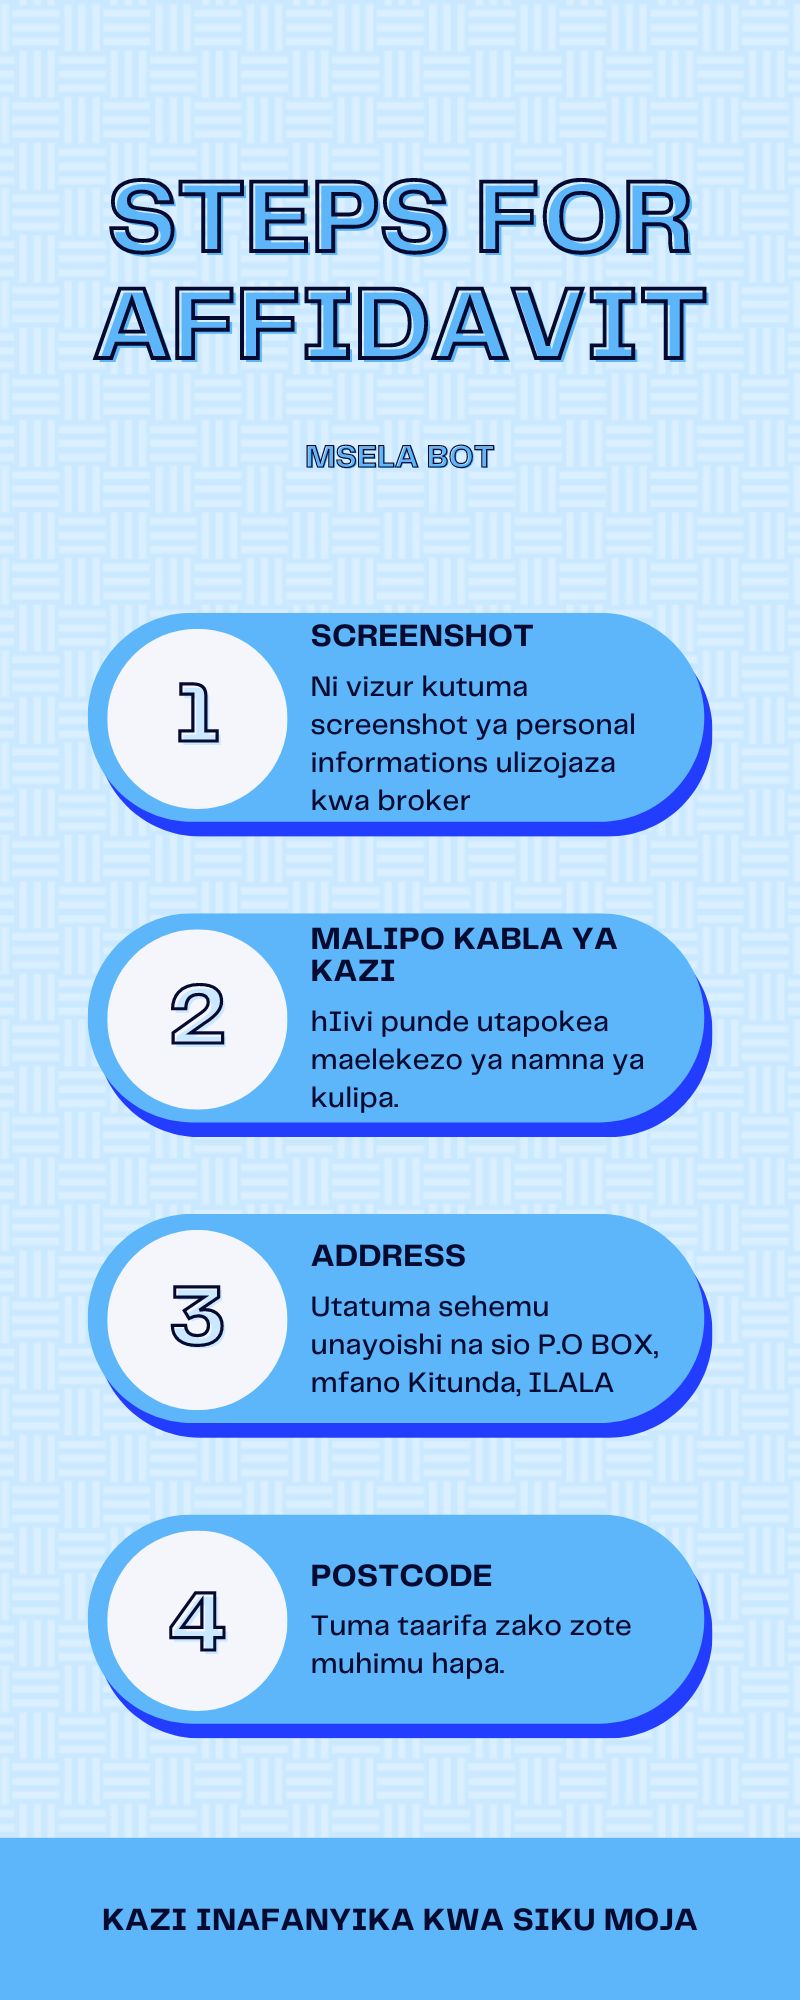 STEPS FOR
AFFIDAVIT
MSELA BOT
1
SCREENSHOT
Ni vizur kutuma
screenshot ya personal
informations ulizojaza
kwa broker
2
MALIPO KABLA YA
KAZI
hIivi punde utapokea
maelekezo ya namna ya
kulipa.
3
ADDRESS
Utatuma sehemu
unayoishi na sio P.O BOX,
mfano Kitunda, ILALA
4
POSTCODE
Tuma taarifa zako zote
muhimu hapa.
KAZI INAFANYIKA KWA SIKU MOJA